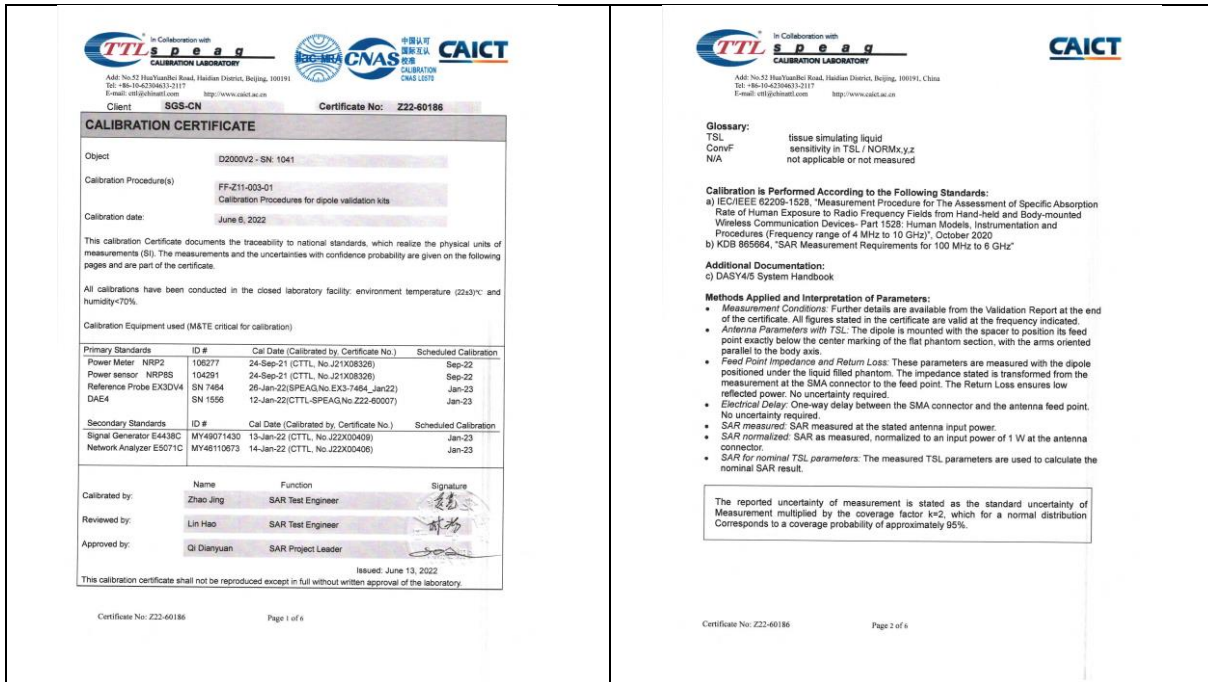 In Collaboration with
TTL s p e a g
CALIBRATION LABORATORY
ilac-MRA
CNAS
中国认可
国际互认
校准
CALIBRATION
CNAS L0570
CAICT
Add: No.52 HuaYuanBei Road, Haidian District, Beijing, 100191
Tel: +86-10-62304633-2117
E-mail: cttl@chinattl.com http://www.caict.ac.cn
Client SGS-CN Certificate No: Z22-60186
CALIBRATION CERTIFICATE
Object D2000V2 - SN: 1041
Calibration Procedure(s) FF-Z11-003-01
Calibration Procedures for dipole validation kits
Calibration date: June 6, 2022
This calibration Certificate documents the traceability to national standards, which realize the physical units of
measurements (SI). The measurements and the uncertainties with confidence probability are given on the following
pages and are part of the certificate.
All calibrations have been conducted in the closed laboratory facility: environment temperature (22±3)℃ and
humidity<70%.
Calibration Equipment used (M&TE critical for calibration)
Primary Standards ID # Cal Date (Calibrated by, Certificate No.) Scheduled Calibration
Power Meter NRP2 106277 24-Sep-21 (CTTL, No.J21X08326) Sep-22
Power sensor NRP8S 104291 24-Sep-21 (CTTL, No.J21X08326) Sep-22
Reference Probe EX3DV4 SN 7464 26-Jan-22(SPEAG,No.EX3-7464_Jan22) Jan-23
DAE4 SN 1556 12-Jan-22(CTTL-SPEAG,No.Z22-60007) Jan-23
Secondary Standards ID # Cal Date (Calibrated by, Certificate No.) Scheduled Calibration
Signal Generator E4438C MY49071430 13-Jan-22 (CTTL, No.J22X00409) Jan-23
Network Analyzer E5071C MY46110673 14-Jan-22 (CTTL, No.J22X00406) Jan-23
Name Function Signature
Calibrated by: Zhao Jing SAR Test Engineer
Reviewed by: Lin Hao SAR Test Engineer
Approved by: Qi Dianyuan SAR Project Leader
Issued: June 13, 2022
This calibration certificate shall not be reproduced except in full without written approval of the laboratory.
Certificate No: Z22-60186 Page 1 of 6
In Collaboration with
TTL s p e a g
CALIBRATION LABORATORY
CAICT
Add: No.52 HuaYuanBei Road, Haidian District, Beijing, 100191, China
Tel: +86-10-62304633-2117
E-mail: cttl@chinattl.com http://www.caict.ac.cn
Glossary:
TSL tissue simulating liquid
ConvF sensitivity in TSL / NORMx,y,z
N/A not applicable or not measured
Calibration is Performed According to the Following Standards:
a) IEC/IEEE 62209-1528, "Measurement Procedure for The Assessment of Specific Absorption
Rate of Human Exposure to Radio Frequency Fields from Hand-held and Body-mounted
Wireless Communication Devices- Part 1528: Human Models, Instrumentation and
Procedures (Frequency range of 4 MHz to 10 GHz)", October 2020
b) KDB 865664, "SAR Measurement Requirements for 100 MHz to 6 GHz"
Additional Documentation:
c) DASY4/5 System Handbook
Methods Applied and Interpretation of Parameters:
• Measurement Conditions: Further details are available from the Validation Report at the end
of the certificate. All figures stated in the certificate are valid at the frequency indicated.
• Antenna Parameters with TSL: The dipole is mounted with the spacer to position its feed
point exactly below the center marking of the flat phantom section, with the arms oriented
parallel to the body axis.
• Feed Point Impedance and Return Loss: These parameters are measured with the dipole
positioned under the liquid filled phantom. The impedance stated is transformed from the
measurement at the SMA connector to the feed point. The Return Loss ensures low
reflected power. No uncertainty required.
• Electrical Delay: One-way delay between the SMA connector and the antenna feed point.
No uncertainty required.
• SAR measured: SAR measured at the stated antenna input power.
• SAR normalized: SAR as measured, normalized to an input power of 1 W at the antenna
connector.
• SAR for nominal TSL parameters: The measured TSL parameters are used to calculate the
nominal SAR result.
The reported uncertainty of measurement is stated as the standard uncertainty of
Measurement multiplied by the coverage factor k=2, which for a normal distribution
Corresponds to a coverage probability of approximately 95%.
Certificate No: Z22-60186 Page 2 of 6